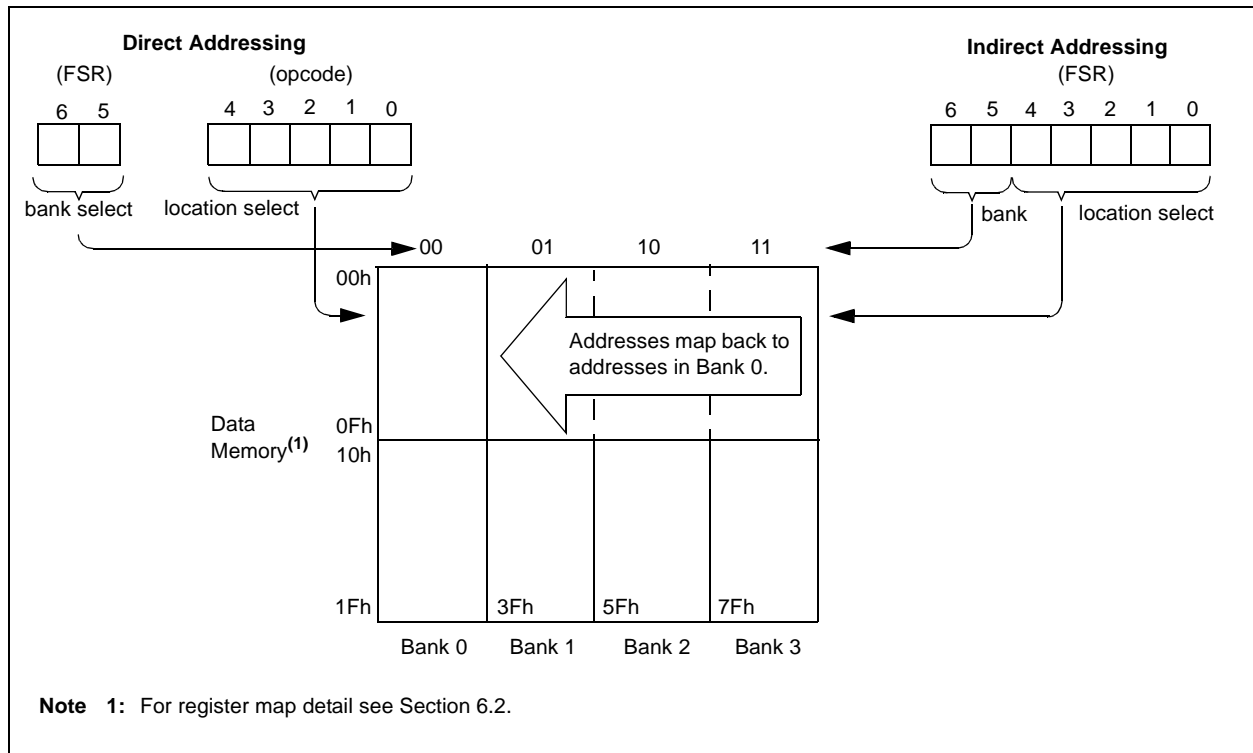 Direct Addressing
(FSR) (opcode)
6 5 4 3 2 1 0
bank select location select
Indirect Addressing
(FSR)
6 5 4 3 2 1 0
bank location select
00 01 10 11
00h
Addresses map back to
addresses in Bank 0.
Data
Memory(1)
0Fh
10h
1Fh 3Fh 5Fh 7Fh
Bank 0 Bank 1 Bank 2 Bank 3
Note 1: For register map detail see Section 6.2.